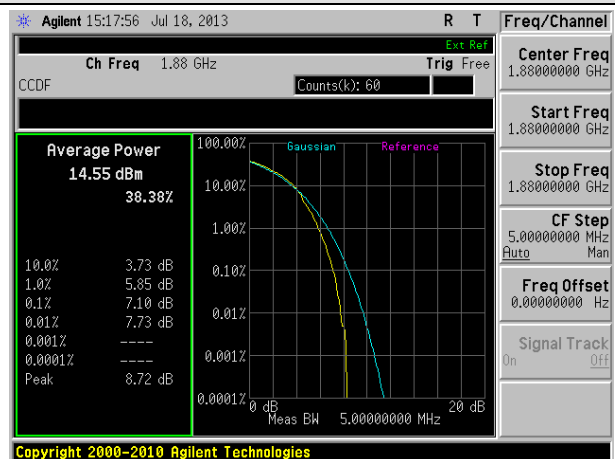 Agilent 15:17:56 Jul 18, 2013 R T
Freq/Channel
Ext Ref
Ch Freq 1.88 GHz Trig Free
CCDF Counts(k): 60
Center Freq
1.88000000 GHz
Start Freq
1.88000000 GHz
Stop Freq
1.88000000 GHz
CF Step
5.00000000 MHz
Auto Man
Freq Offset
0.00000000 Hz
Signal Track
On Off
Average Power
14.55 dBm
38.38%
10.0% 3.73 dB
1.0% 5.85 dB
0.1% 7.10 dB
0.01% 7.73 dB
0.001% ----
0.0001% ----
Peak 8.72 dB
Gaussian Reference
100.00%
10.00%
1.00%
0.10%
0.01%
0.001%
0.0001%
0 dB 20 dB
Meas BW 5.00000000 MHz
Copyright 2000-2010 Agilent Technologies